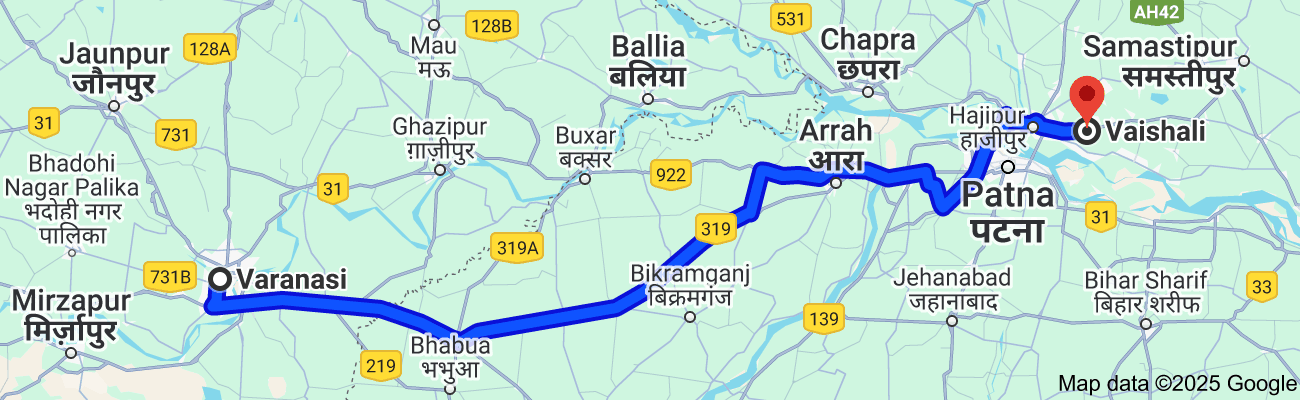 AH42
531
128B
Jaunpur
जौनपुर
128A
Mau
मऊ
Ballia
बलिया
Chapra
छपरा
Samastipur
समस्तीपुर
31
731
Ghazipur
ग़ाज़ीपुर
Buxar
बक्सर
Arrah
आरा
Hajipur
हाजीपुर
Vaishali
Bhadohi
Nagar Palika
भदोही नगर
पालिका
31
922
Patna
पटना
31
319
319A
731B
Varanasi
Bikramganj
बिक्रमगंज
Jehanabad
जहानाबाद
Bihar Sharif
बिहार शरीफ
33
Mirzapur
मिर्ज़ापुर
139
Bhabua
भभुआ
219
Map data ©2025 Google